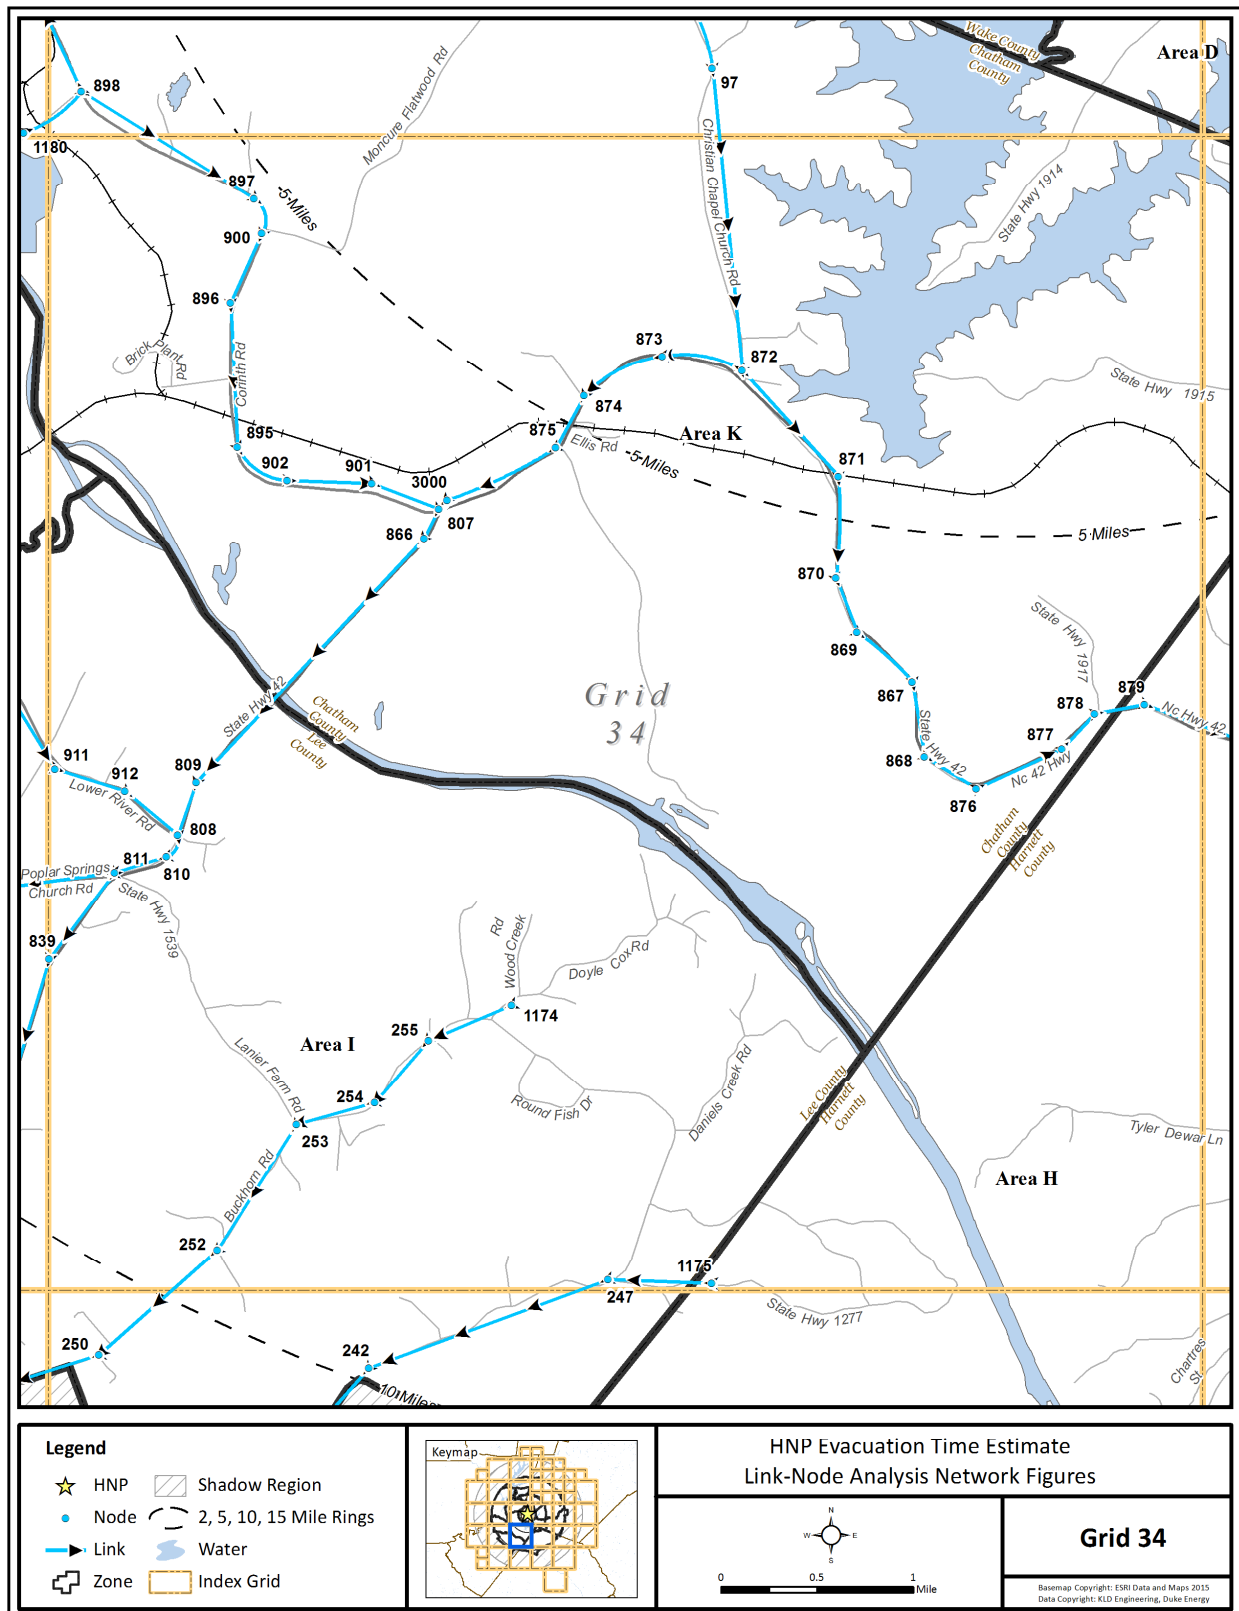 Wake County
Chatham
County
Area D
898
97
Moncure Flatwood Rd
1180
Christian Chapel Church Rd
State Hwy 1914
897
5 Miles
900
896
873
872
Brick Plant
Rd
Corinth Rd
State Hwy 1915
874
895
875
Ellis Rd
Area K
5 Miles
902
901
3000
871
807
866
5 Miles
870
State Hwy 1917
869
867
Grid
34
State Hwy 42
Chatham
County
Lee
County
879
878
Nc Hwy 42
State Hwy 42
877
911
912
809
868
Nc 42 Hwy
Lower River Rd
876
808
Chatham
County
Harnett
County
811
Poplar Springs
Church Rd
810
State Hwy 1539
839
Rd
Wood Creek
Doyle Cox Rd
1174
255
Area I
Lanier Farm Rd
254
Round Fish Dr
Daniels Creek Rd
Lee County
Harnett
County
253
Tyler Dewar Ln
Buckhorn Rd
Area H
252
1175
247
State Hwy 1277
250
242
Chartres
St
10 Miles
Legend
HNP
Shadow Region
Node
2, 5, 10, 15 Mile Rings
Link
Water
Zone
Index Grid
Keymap
HNP Evacuation Time Estimate
Link-Node Analysis Network Figures
N
W
E
S
0
0.5
1
Mile
Grid 34
Basemap Copyright: ESRI Data and Maps 2015
Data Copyright: KLD Engineering, Duke Energy